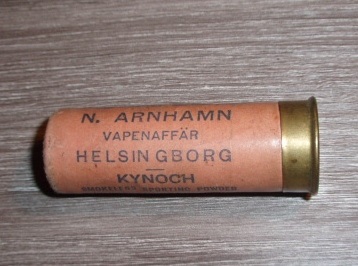 N. ARNHAMN
VAPENAFFÄR
HELSINGBORG
KYNOCH
SMOKELESS SPORTING POWDER